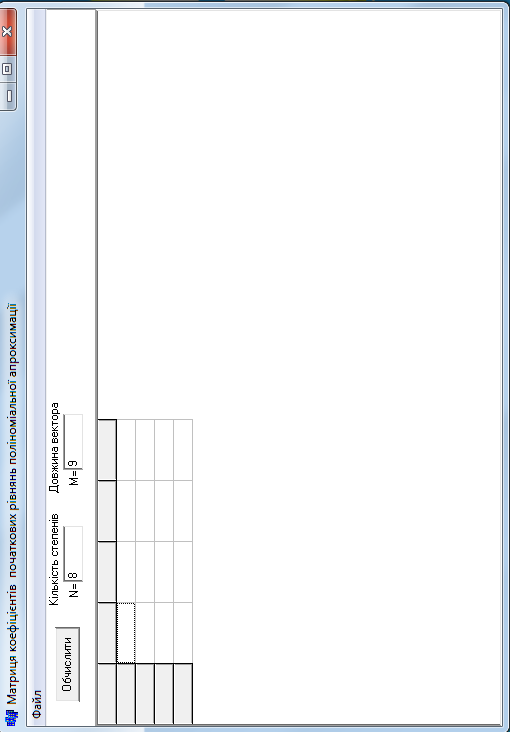 Матриця коефіцієнтів початкових рівнянь поліноміальної апроксимації
Файл
Обчислити
Кількість степенів
N= 8
Довжина вектора
M= 9